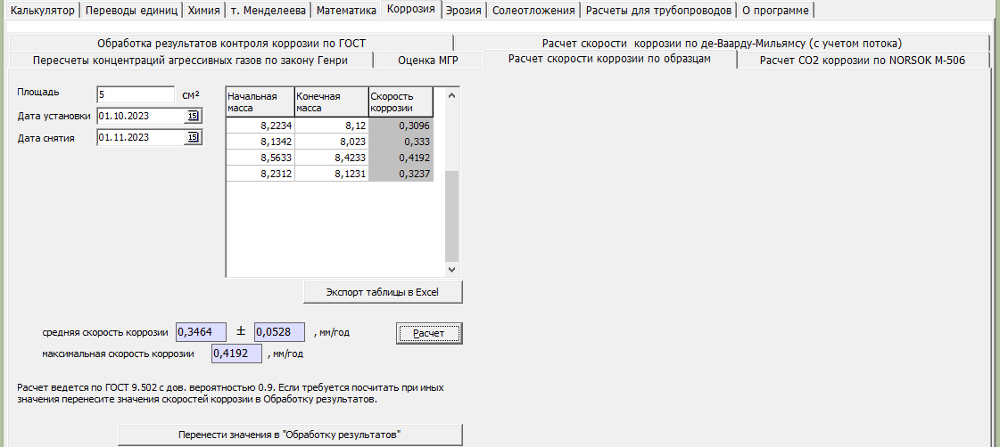 Калькулятор Переводы единиц Химия т. Менделеева Математика Коррозия Эрозия Солеотложения Расчеты для трубопроводов О программе
Обработка результатов контроля коррозии по ГОСТ Расчет скорости коррозии по де-Ваарду-Мильямсу (с учетом потока)
Пересчеты концентраций агрессивных газов по закону Генри Оценка МГР Расчет скорости коррозии по образцам Расчет CO2 коррозии по NORSOK M-506
Площадь 5 см²
Дата установки 01.10.2023 15
Дата снятия 01.11.2023 15
Начальная масса Конечная масса Скорость коррозии
8,2234 8,12 0,3096
8,1342 8,023 0,333
8,5633 8,4233 0,4192
8,2312 8,1231 0,3237
Экспорт таблицы в Excel
средняя скорость коррозии 0,3464 ± 0,0528 , мм/год
Расчет
максимальная скорость коррозии 0,4192 , мм/год
Расчет ведется по ГОСТ 9.502 с дов. вероятностью 0.9. Если требуется посчитать при иных
значения перенесите значения скоростей коррозии в Обработку результатов.
Перенести значения в "Обработку результатов"